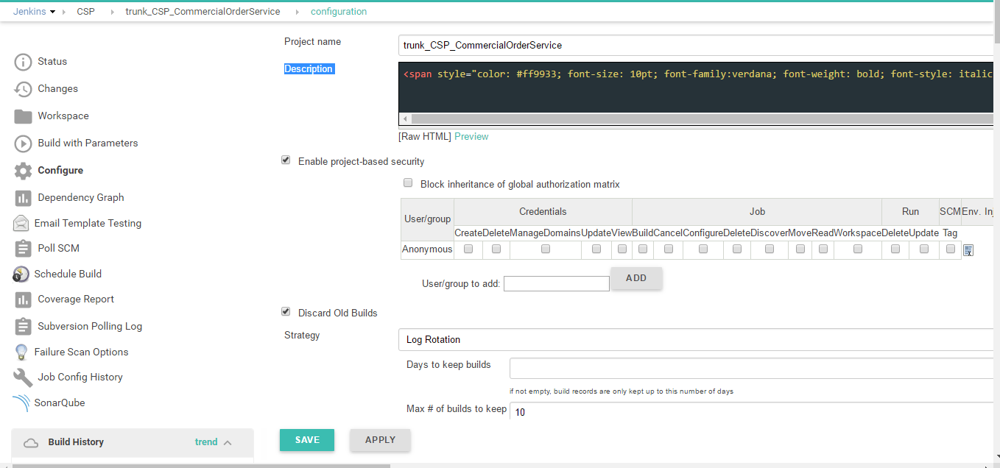 Jenkins CSP trunk_CSP_CommercialOrderService configuration
Status
Changes
Workspace
Build with Parameters
Configure
Dependency Graph
Email Template Testing
Poll SCM
Schedule Build
Coverage Report
Subversion Polling Log
Failure Scan Options
Job Config History
SonarQube
Build History trend
Project name trunk_CSP_CommercialOrderService
Description <span style="color: #ff9933; font-size: 10pt; font-family:verdana; font-weight: bold; font-style: italic
[Raw HTML] Preview
Enable project-based security
Block inheritance of global authorization matrix
User/group Credentials Job Run SCM Env. In
Create Delete ManageDomains Update View Build Cancel Configure Delete Discover Move Read Workspace Delete Update Tag
Anonymous
User/group to add: ADD
Discard Old Builds
Strategy Log Rotation
Days to keep builds
if not empty, build records are only kept up to this number of days
Max # of builds to keep 10
SAVE APPLY